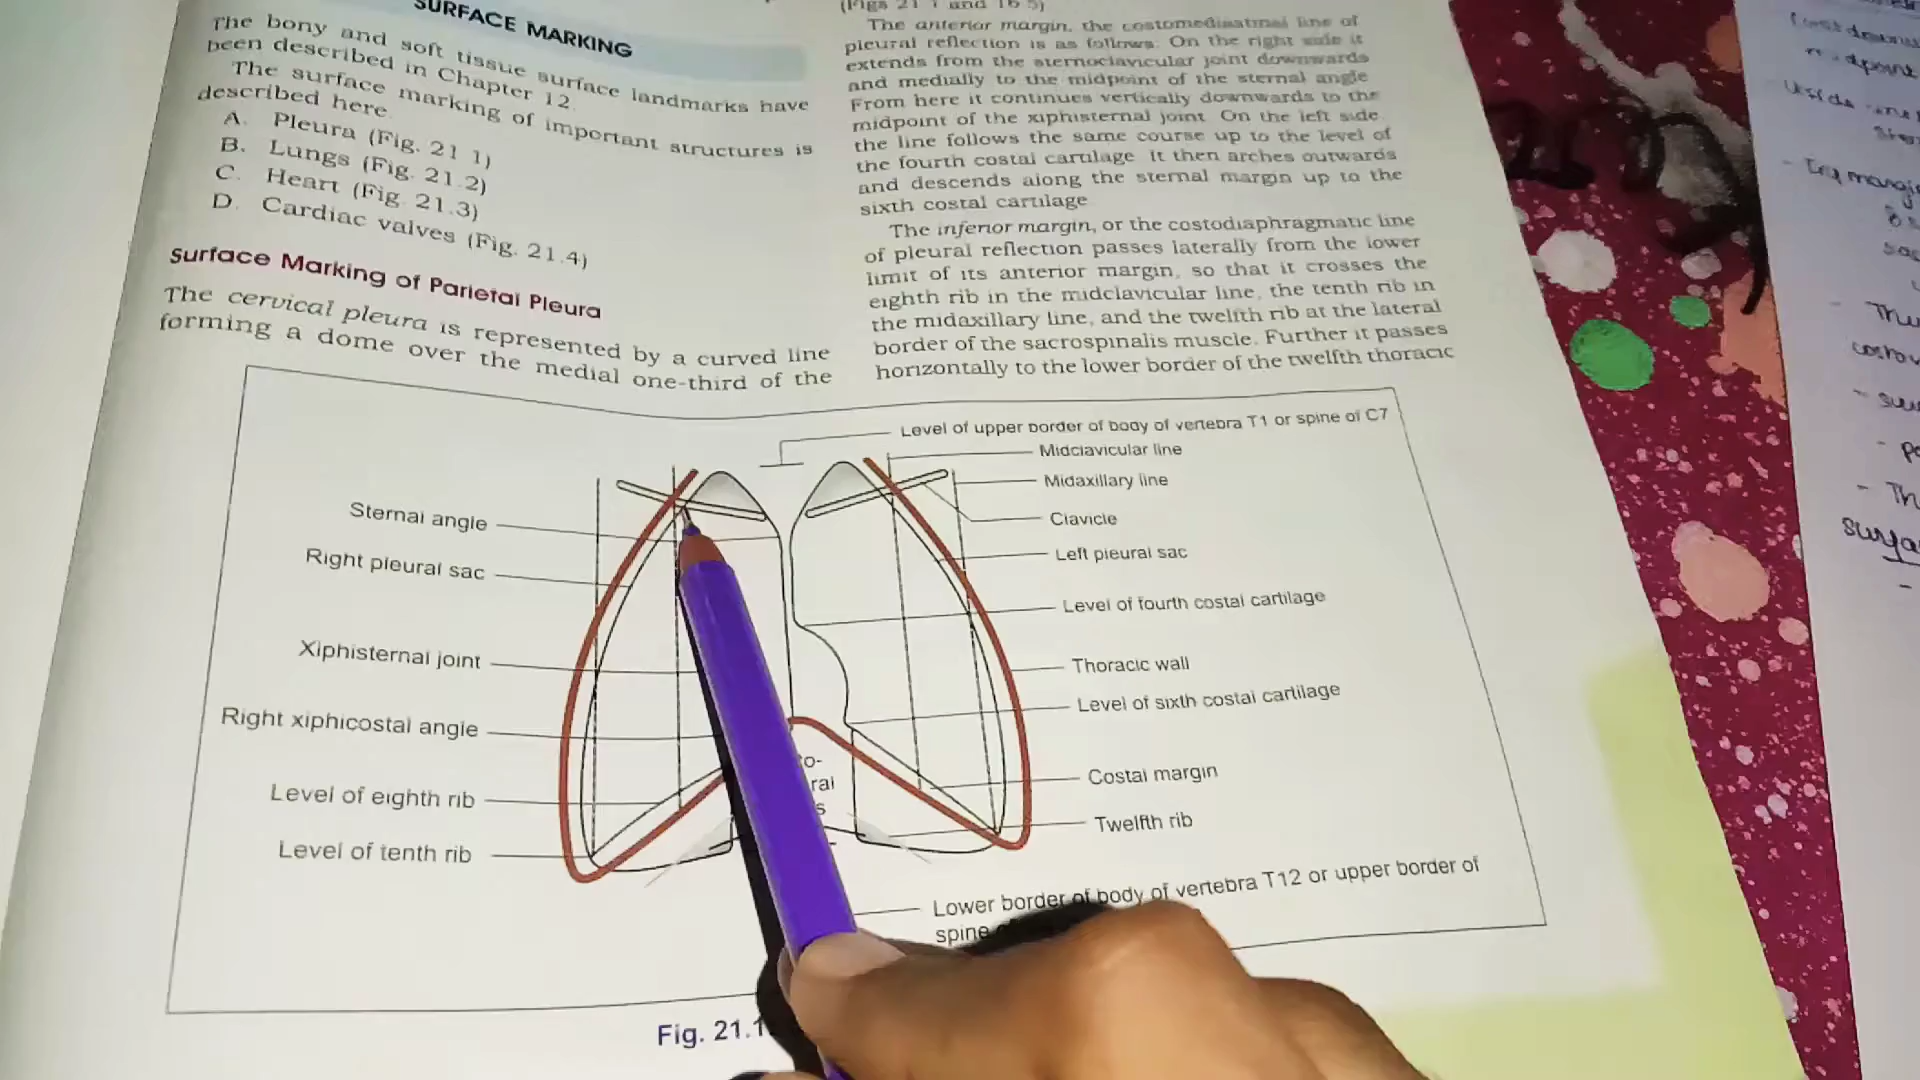 SURFACE MARKING
The bony and soft tissue surface landmarks have
been described in Chapter 12.
The surface marking of important structures is
described here
A. Pleura (Fig. 21 1)
B. Lungs (Fig. 21.2)
C. Heart (Fig. 21.3)
D. Cardiac valves (Fig. 21.4)
Surface Marking of Parietal Pleura
The cervical pleura is represented by a curved line
forming a dome over the medial one-third of the
(Figs 21 1 and 16 5)
The anterior margin, the costomediastinal line of
pleural reflection is as follows. On the right side it
extends from the sternoclavicular joint downwards
and medially to the midpoint of the sternal angle
From here it continues vertically downwards to the
midpoint of the xiphisternal joint On the left side,
the line follows the same course up to the level of
the fourth costal cartilage It then arches outwards
and descends along the sternal margin up to the
sixth costal cartilage
The inferior margin, or the costodiaphragmatic line
of pleural reflection passes laterally from the lower
limit of its anterior margin, so that it crosses the
eighth rib in the midclavicular line, the tenth rib in
the midaxillary line, and the twelfth rib at the lateral
border of the sacrospinalis muscle. Further it passes
horizontally to the lower border of the twelfth thoracic
Level of upper border of body of vertebra T1 or spine of C7
Midclavicular line
Midaxillary line
Clavicle
Left pleural sac
Level of fourth costal cartilage
Thoracic wall
Level of sixth costal cartilage
Costal margin
Twelfth rib
Lower border of body of vertebra T12 or upper border of
spine
Sternal angle
Right pleural sac
Xiphisternal joint
Right xiphicostal angle
Level of eighth rib
Level of tenth rib
Fig. 21.1